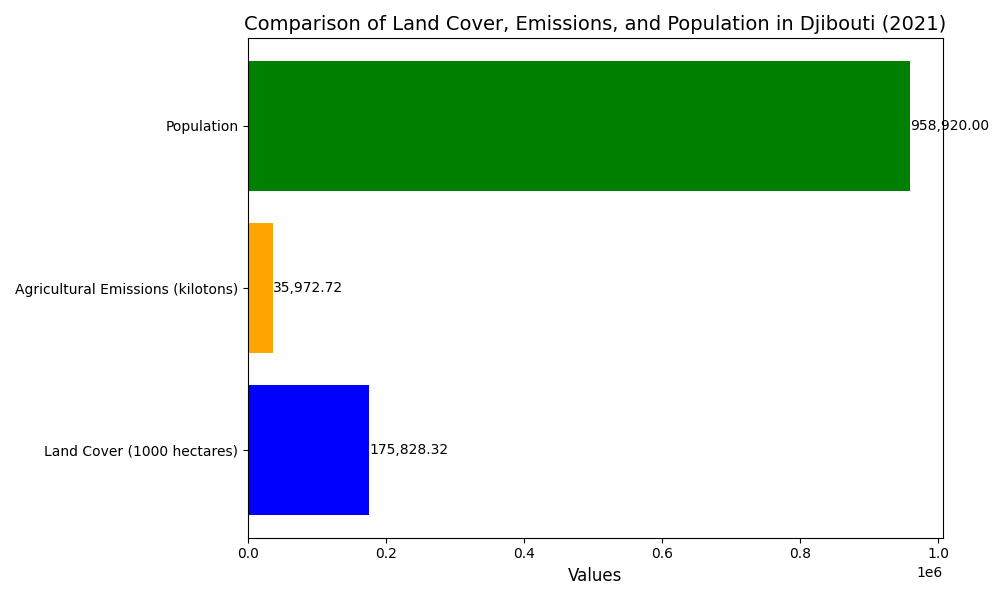 Comparison of Land Cover, Emissions, and Population in Djibouti (2021)
Population
958,920.00
Agricultural Emissions (kilotons)
35,972.72
Land Cover (1000 hectares)
175,828.32
0.0 0.2 0.4 0.6 0.8 1.0
1e6
Values